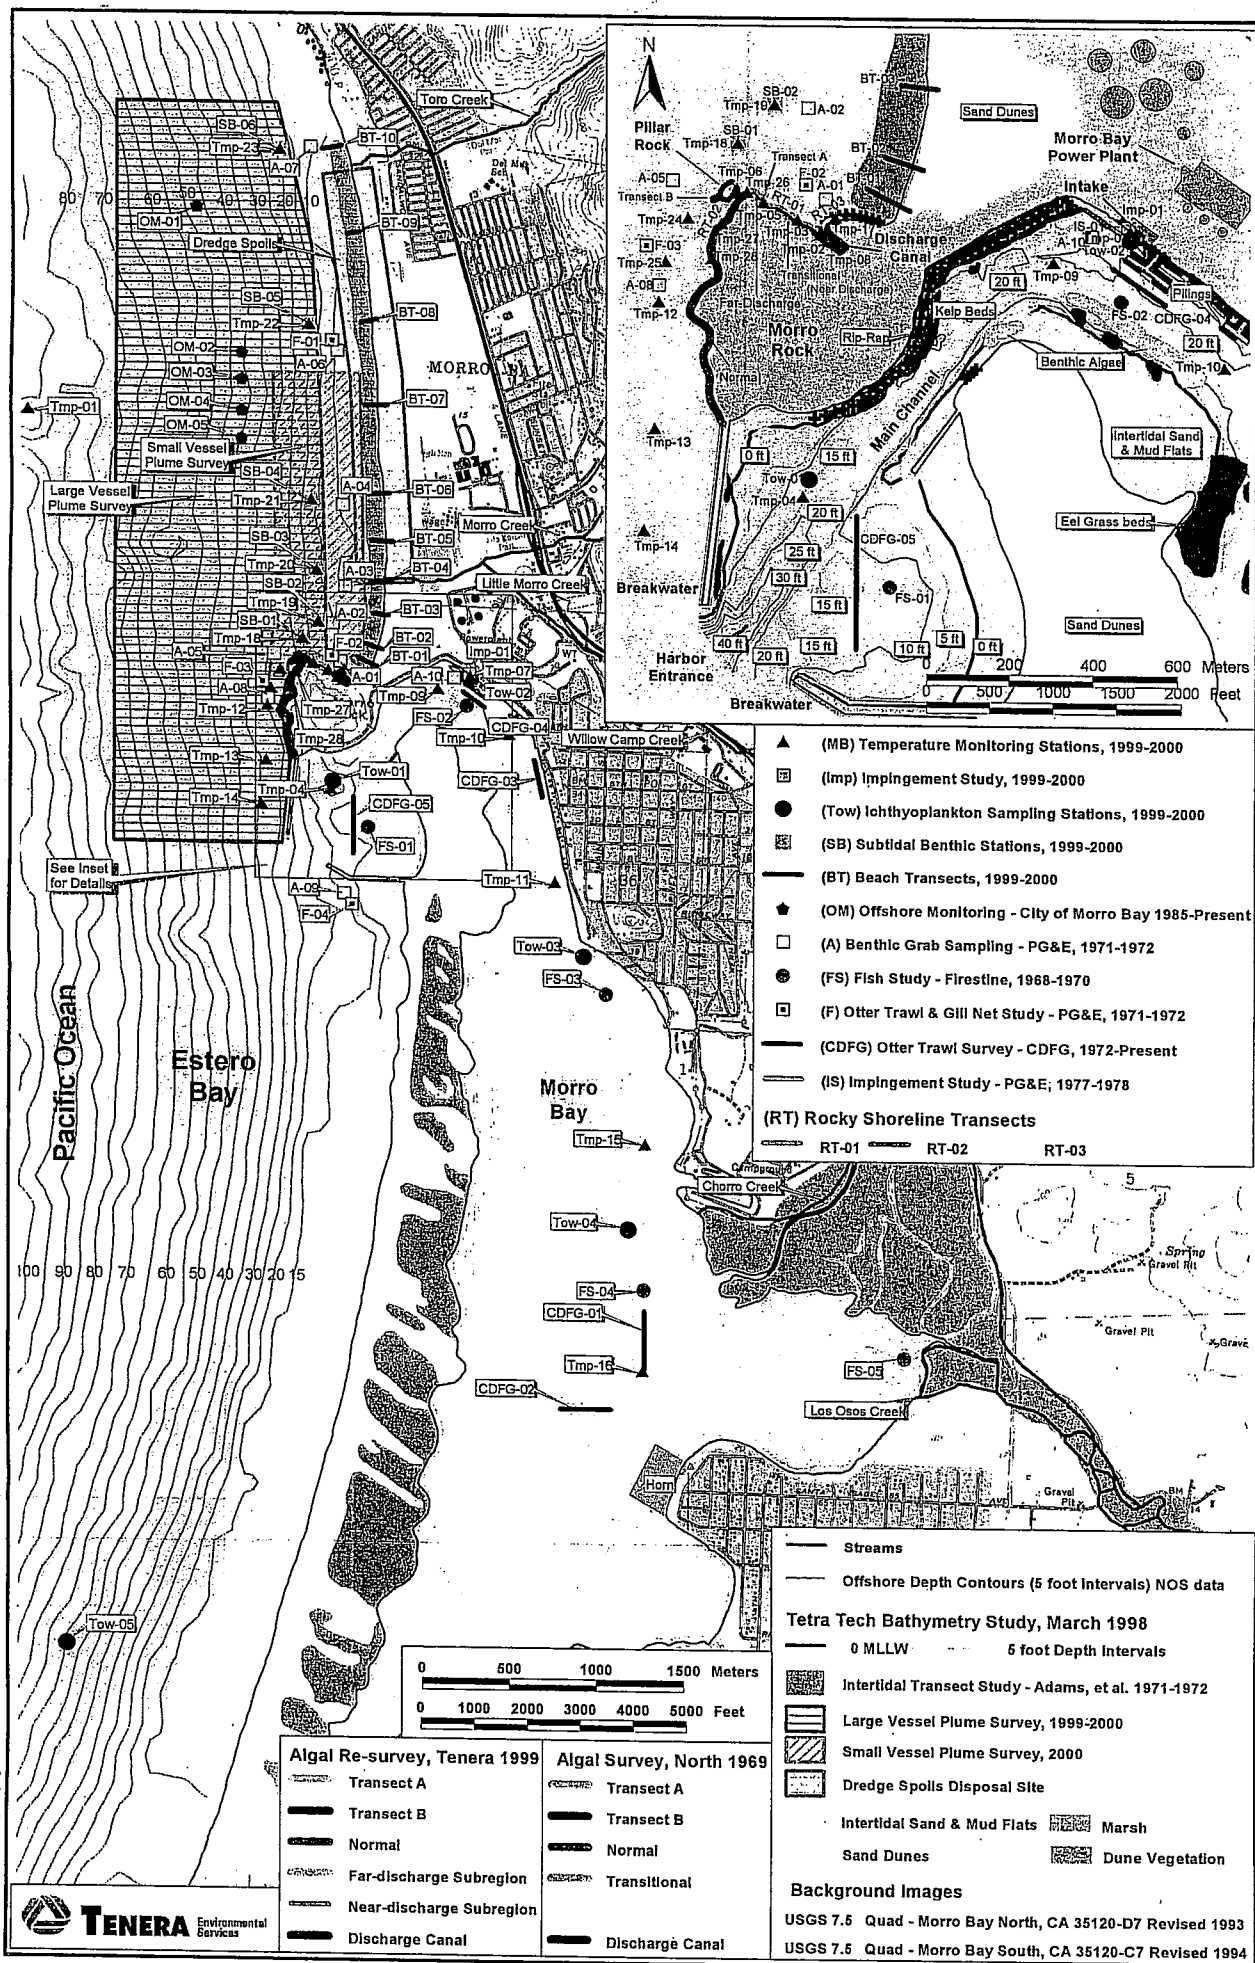 Toro Creek
SB-06
Tmp-23
BT-10
A-07
80
70
60
50
40
30
20
10
OM-01
BT-09
Dredge Spoils
SB-05
BT-08
Tmp-22
F-01
OM-02
A-06
MORRO
OM-03
Tmp-01
OM-04
BT-07
OM-05
Small Vessel
Plume Survey
SB-04
A-04
BT-06
Large Vessel
Plume Survey
Tmp-21
Morro Creek
SB-03
BT-05
Tmp-20
A-03
BT-04
SB-02
Little Morro Creek
Tmp-19
A-02
BT-03
SB-01
Tmp-18
F-02
BT-02
Imp-01
WT
A-05
BT-01
F-03
A-01
A-10
Tmp-07
A-08
Tmp-09
Tow-02
Tmp-12
Tmp-27
FS-02
CDFG-04
Tmp-28
Tmp-10
Willow Camp Creek
Tmp-13
Tow-01
CDFG-03
Tmp-04
Tmp-14
CDFG-05
FS-01
See Inset
for Details
A-09
Tmp-11
F-04
Tow-03
FS-03
Pacific Ocean
Estero
Bay
Morro
Bay
Tmp-15
Campground
Chorro Creek
Tow-04
5
Spring
Gravel Pit
100
90
80
70
60
50
40
30
20
15
FS-04
CDFG-01
Gravel Pit
Tmp-16
FS-05
CDFG-02
Los Osos Creek
Horn
Gravel
Pit
BM
14
Tow-05
N
BT-03
SB-02
Tmp-19
A-02
Sand Dunes
Pillar
Rock
SB-01
Tmp-18
Morro Bay
Power Plant
BT-02
Transect A
Tmp-06
F-02
A-05
Tmp-26
A-01
BT-01
Intake
Transect B
RT-01
Imp-01
Tmp-24
Tmp-05
IS-01
A-10
F-03
Tmp-17
Discharge
Canal
Tow-02
Tmp-25
Tmp-02
Tmp-08
Tmp-09
Transitional
20 ft
A-08
(Near Discharge)
Pilings
Tmp-12
Far-Discharge
Kelp Beds
FS-02
CDFG-04
Morro
Rock
Rip-Rap
20 ft
Benthic Algae
Tmp-10
Normal
Main Channel
Tmp-13
0 ft
15 ft
Intertidal Sand
& Mud Flats
Tow-01
Tmp-04
20 ft
Eel Grass beds
Tmp-14
CDFG-05
25 ft
Breakwater
30 ft
FS-01
15 ft
Sand Dunes
40 ft
15 ft
10 ft
5 ft
0 ft
Harbor
Entrance
20 ft
0 200 400 600 Meters
0 500 1000 1500 2000 Feet
Breakwater
(MB) Temperature Monitoring Stations, 1999-2000
(Imp) Impingement Study, 1999-2000
(Tow) Ichthyoplankton Sampling Stations, 1999-2000
(SB) Subtidal Benthic Stations, 1999-2000
(BT) Beach Transects, 1999-2000
(OM) Offshore Monitoring - City of Morro Bay 1985-Present
(A) Benthic Grab Sampling - PG&E, 1971-1972
(FS) Fish Study - Firestine, 1968-1970
(F) Otter Trawl & Gill Net Study - PG&E, 1971-1972
(CDFG) Otter Trawl Survey - CDFG, 1972-Present
(IS) Impingement Study - PG&E; 1977-1978
(RT) Rocky Shoreline Transects
RT-01 RT-02 RT-03
Streams
Offshore Depth Contours (5 foot Intervals) NOS data
Tetra Tech Bathymetry Study, March 1998
0 MLLW 5 foot Depth Intervals
Intertidal Transect Study - Adams, et al. 1971-1972
Large Vessel Plume Survey, 1999-2000
Small Vessel Plume Survey, 2000
Dredge Spoils Disposal Site
Intertidal Sand & Mud Flats Marsh
Sand Dunes Dune Vegetation
Background Images
USGS 7.5 Quad - Morro Bay North, CA 35120-D7 Revised 1993
USGS 7.5 Quad - Morro Bay South, CA 35120-C7 Revised 1994
0 500 1000 1500 Meters
0 1000 2000 3000 4000 5000 Feet
Algal Re-survey, Tenera 1999
Transect A
Transect B
Normal
Far-discharge Subregion
Near-discharge Subregion
Discharge Canal
Algal Survey, North 1969
Transect A
Transect B
Normal
Transitional
Discharge Canal
TENERA Environmental
Services